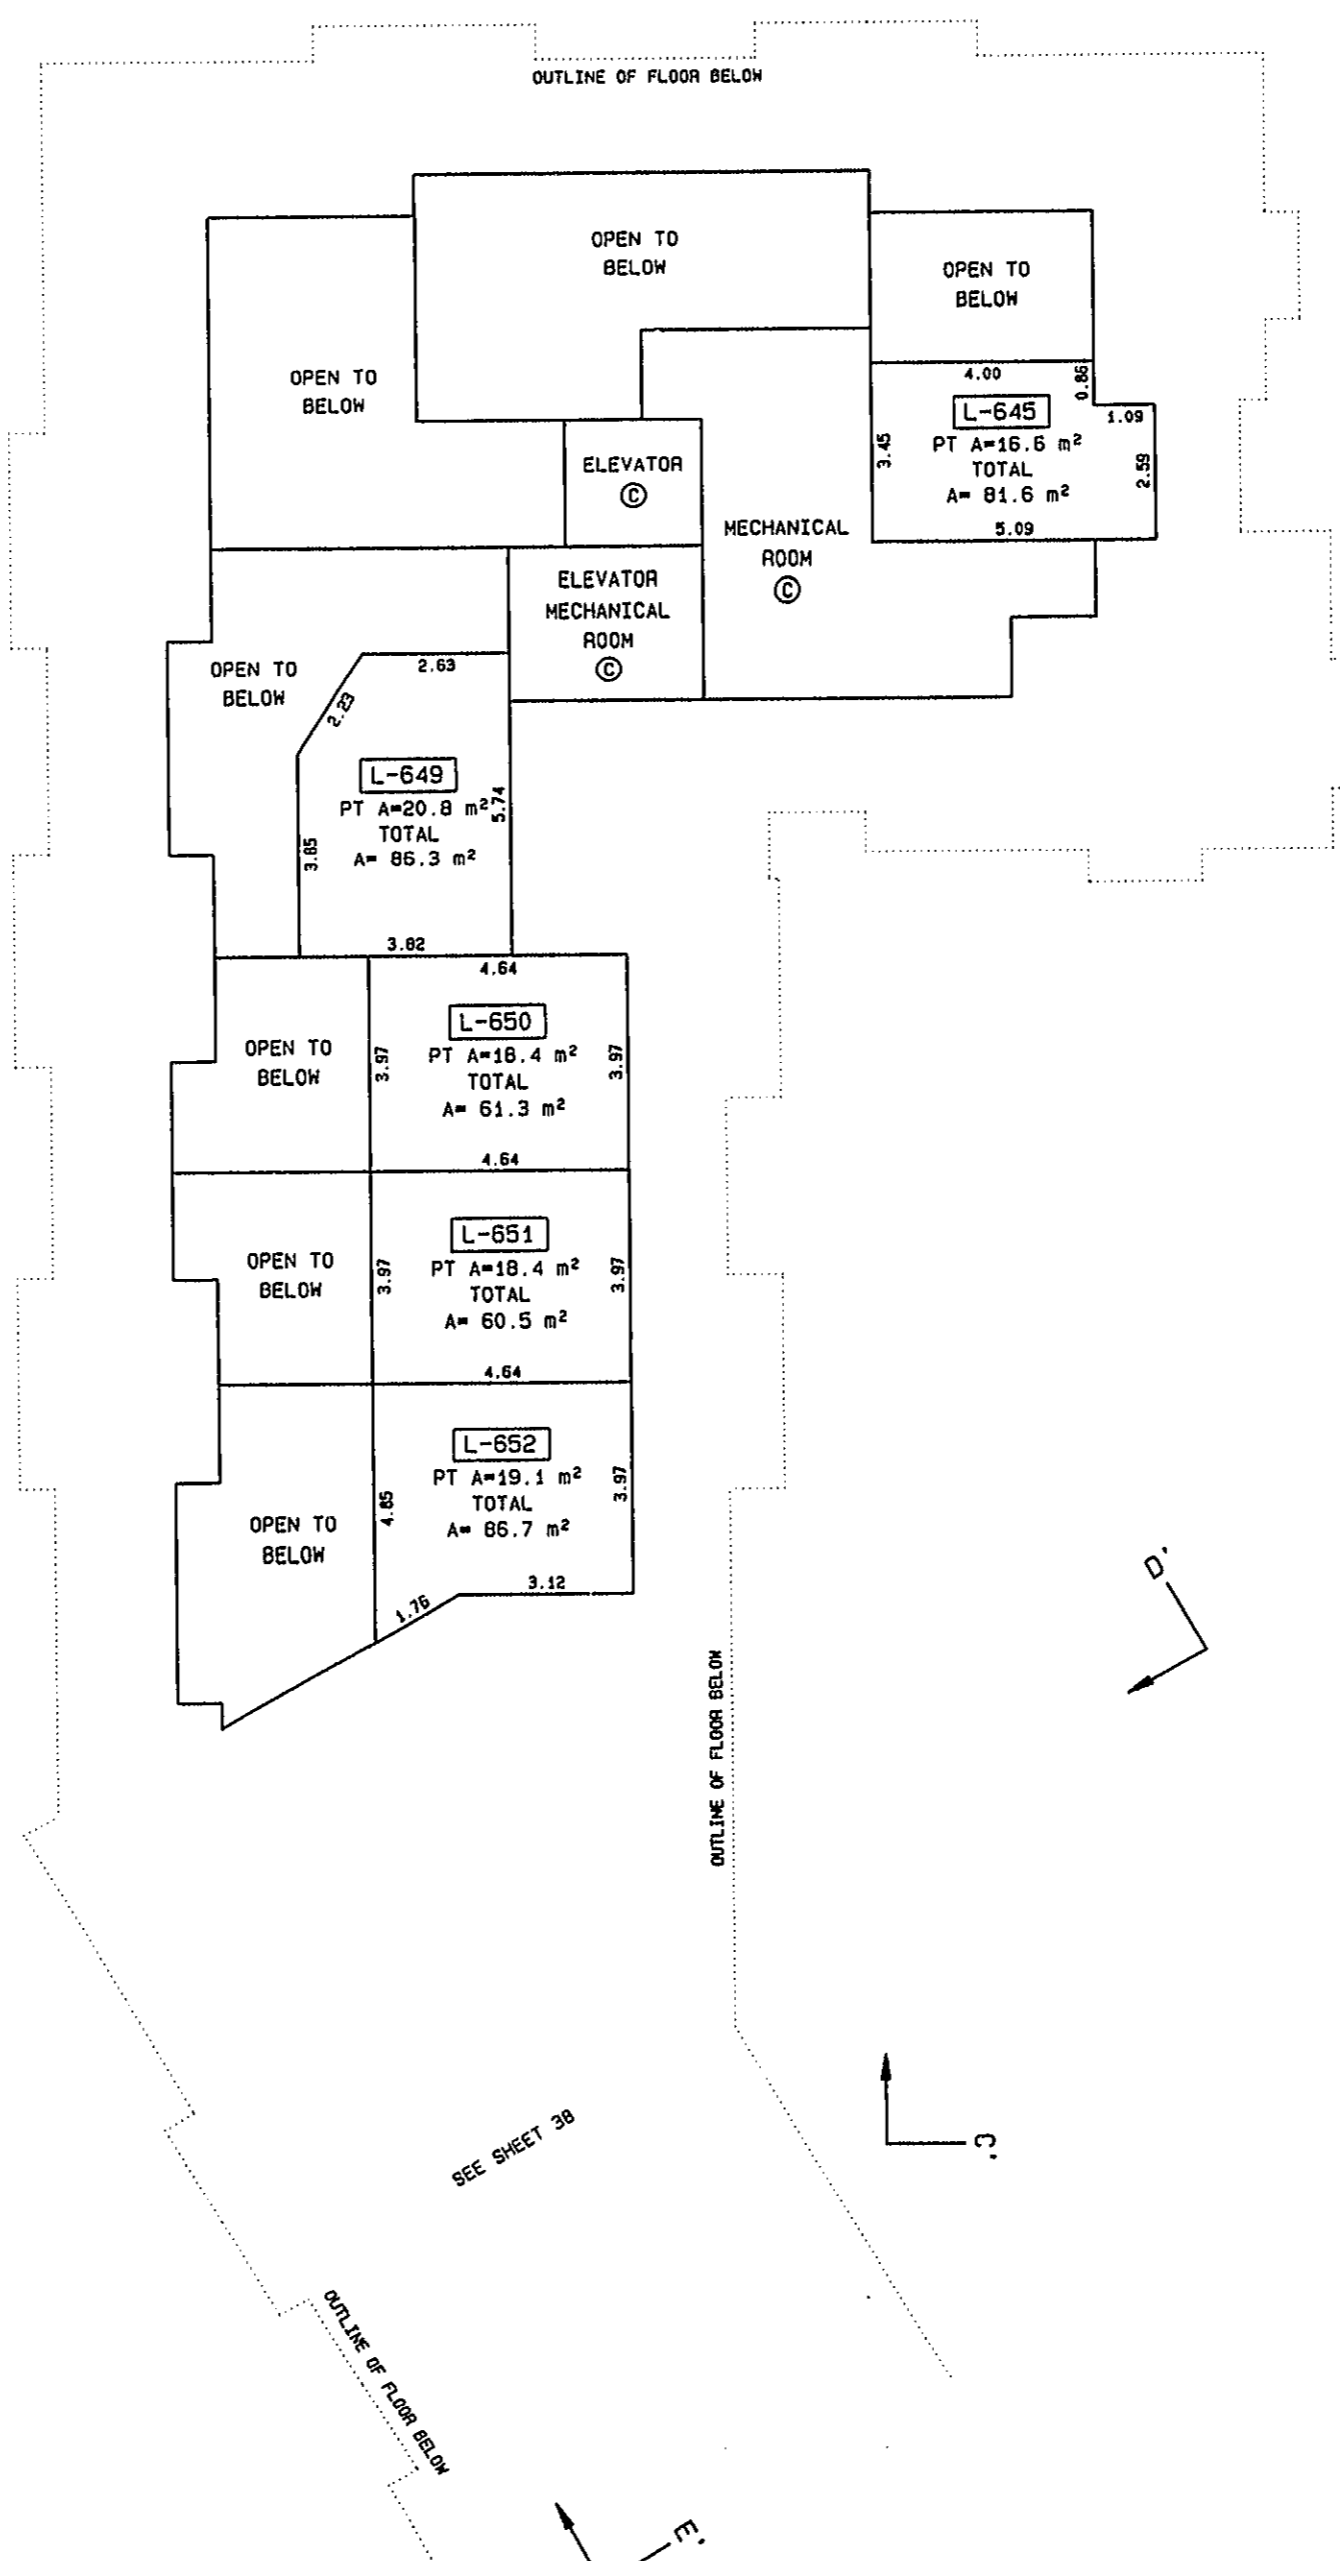 OUTLINE OF FLOOR BELOW
OPEN TO
BELOW
OPEN TO
BELOW
OPEN TO
BELOW
4.00
0.86
L-645
1.09
3.45
PT A=16.6 m²
TOTAL
A= 81.6 m²
2.59
5.09
ELEVATOR
C
MECHANICAL
ROOM
C
ELEVATOR
MECHANICAL
ROOM
C
OPEN TO
BELOW
2.63
2.23
L-649
PT A=20.8 m²
TOTAL
A= 86.3 m²
5.74
3.85
3.82
4.64
L-650
OPEN TO
BELOW
3.97
PT A=18.4 m²
TOTAL
A= 61.3 m²
3.97
4.64
L-651
OPEN TO
BELOW
3.97
PT A=18.4 m²
TOTAL
A= 60.5 m²
3.97
4.64
L-652
PT A=19.1 m²
TOTAL
A= 86.7 m²
3.97
4.85
OPEN TO
BELOW
3.12
1.76
D'
OUTLINE OF FLOOR BELOW
C'
SEE SHEET 38
OUTLINE OF FLOOR BELOW
E'